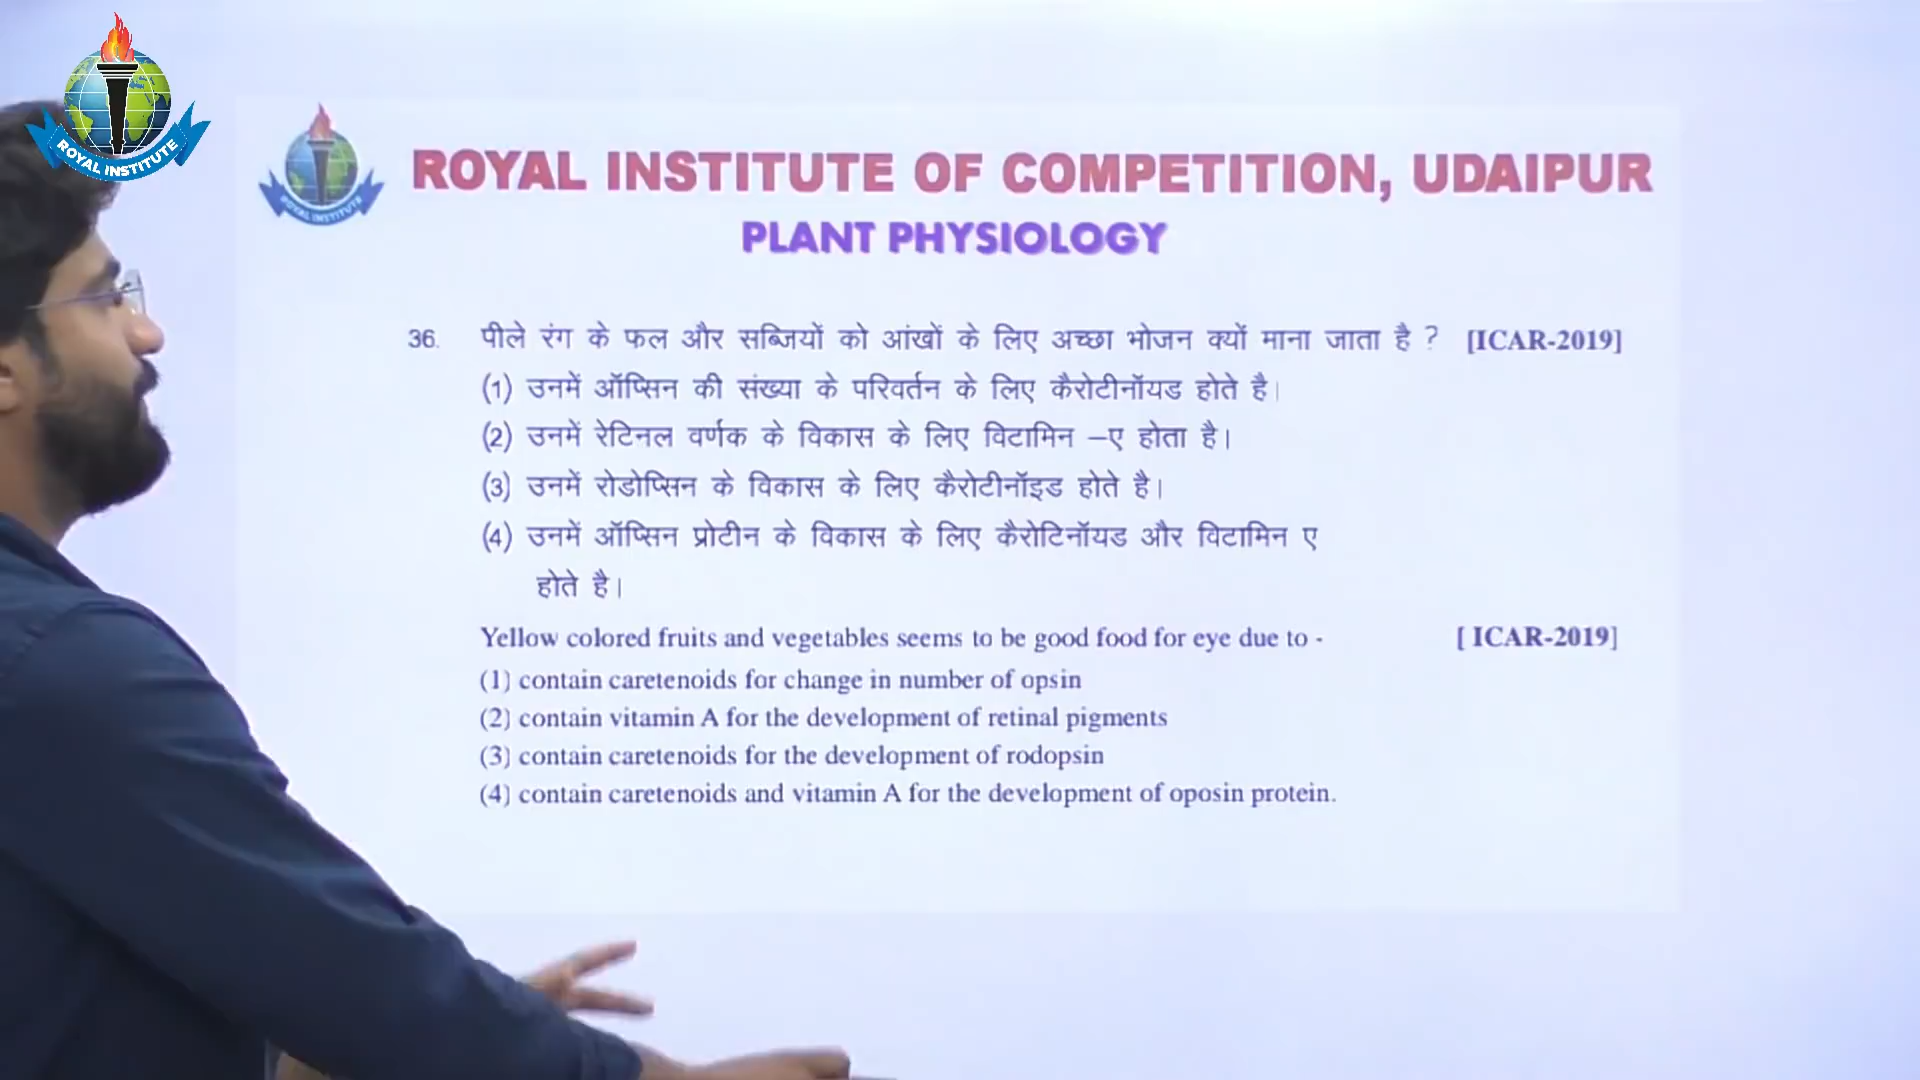 ROYAL INSTITUTE
ROYAL INSTITUTE
ROYAL INSTITUTE OF COMPETITION, UDAIPUR
PLANT PHYSIOLOGY
36. पीले रंग के फल और सब्जियों को आंखों के लिए अच्छा भोजन क्यों माना जाता है ? [ICAR-2019]
(1) उनमें ऑप्सिन की संख्या के परिवर्तन के लिए कैरोटीनॉयड होते है।
(2) उनमें रेटिनल वर्णक के विकास के लिए विटामिन –ए होता है।
(3) उनमें रोडोप्सिन के विकास के लिए कैरोटीनॉइड होते है।
(4) उनमें ऑप्सिन प्रोटीन के विकास के लिए कैरोटिनॉयड और विटामिन ए
होते है।
Yellow colored fruits and vegetables seems to be good food for eye due to - [ ICAR-2019]
(1) contain caretenoids for change in number of opsin
(2) contain vitamin A for the development of retinal pigments
(3) contain caretenoids for the development of rodopsin
(4) contain caretenoids and vitamin A for the development of oposin protein.